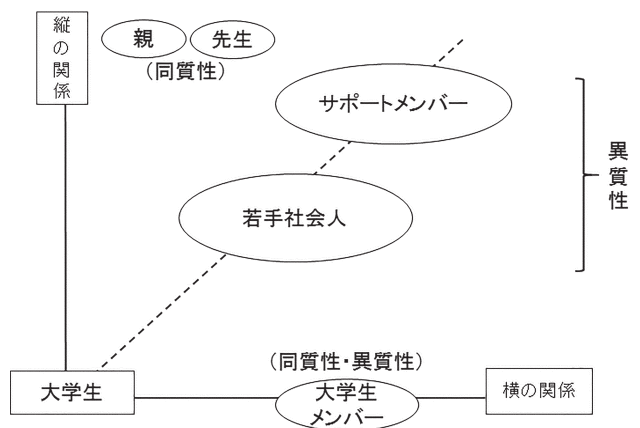 縦の関係
親
先生
(同質性)
サポートメンバー
異質性
若手社会人
(同質性・異質性)
大学生
大学生
メンバー
横の関係